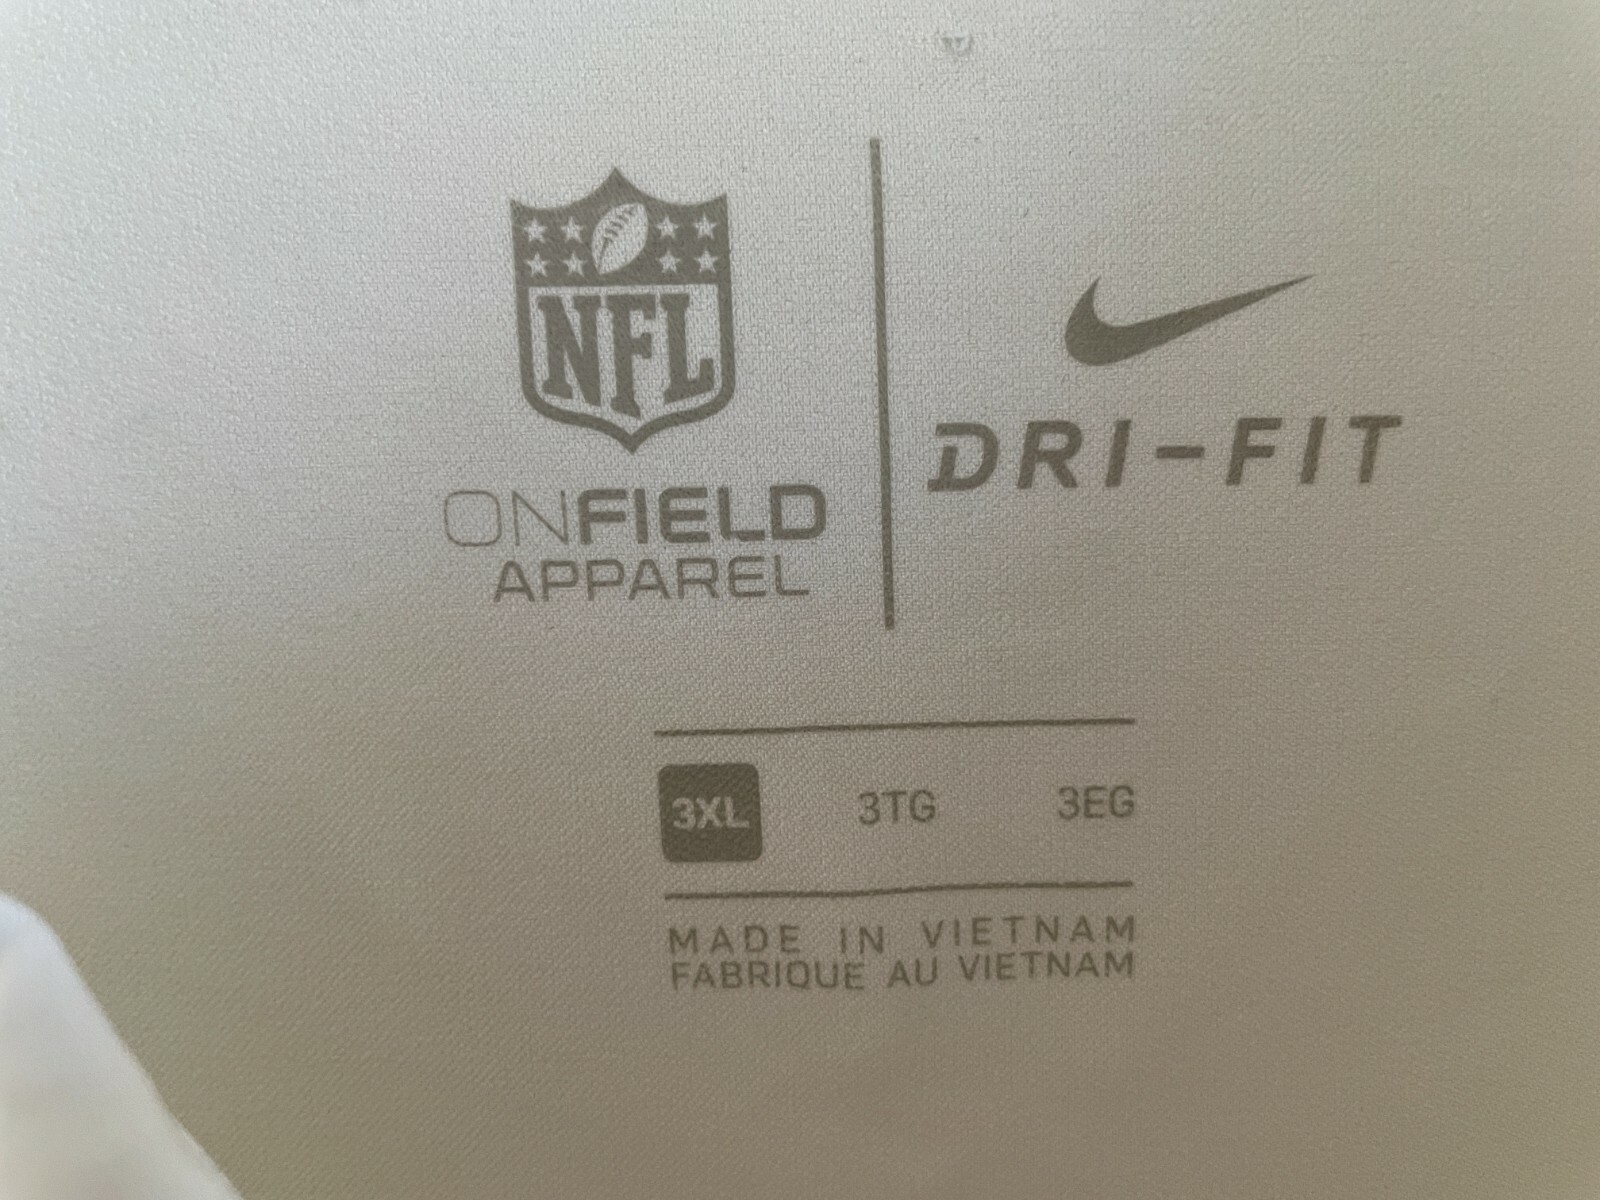 NFL
ONFIELD
APPAREL
DRI-FIT
3XL 3TG 3EG
MADE IN VIETNAM
FABRIQUE AU VIETNAM